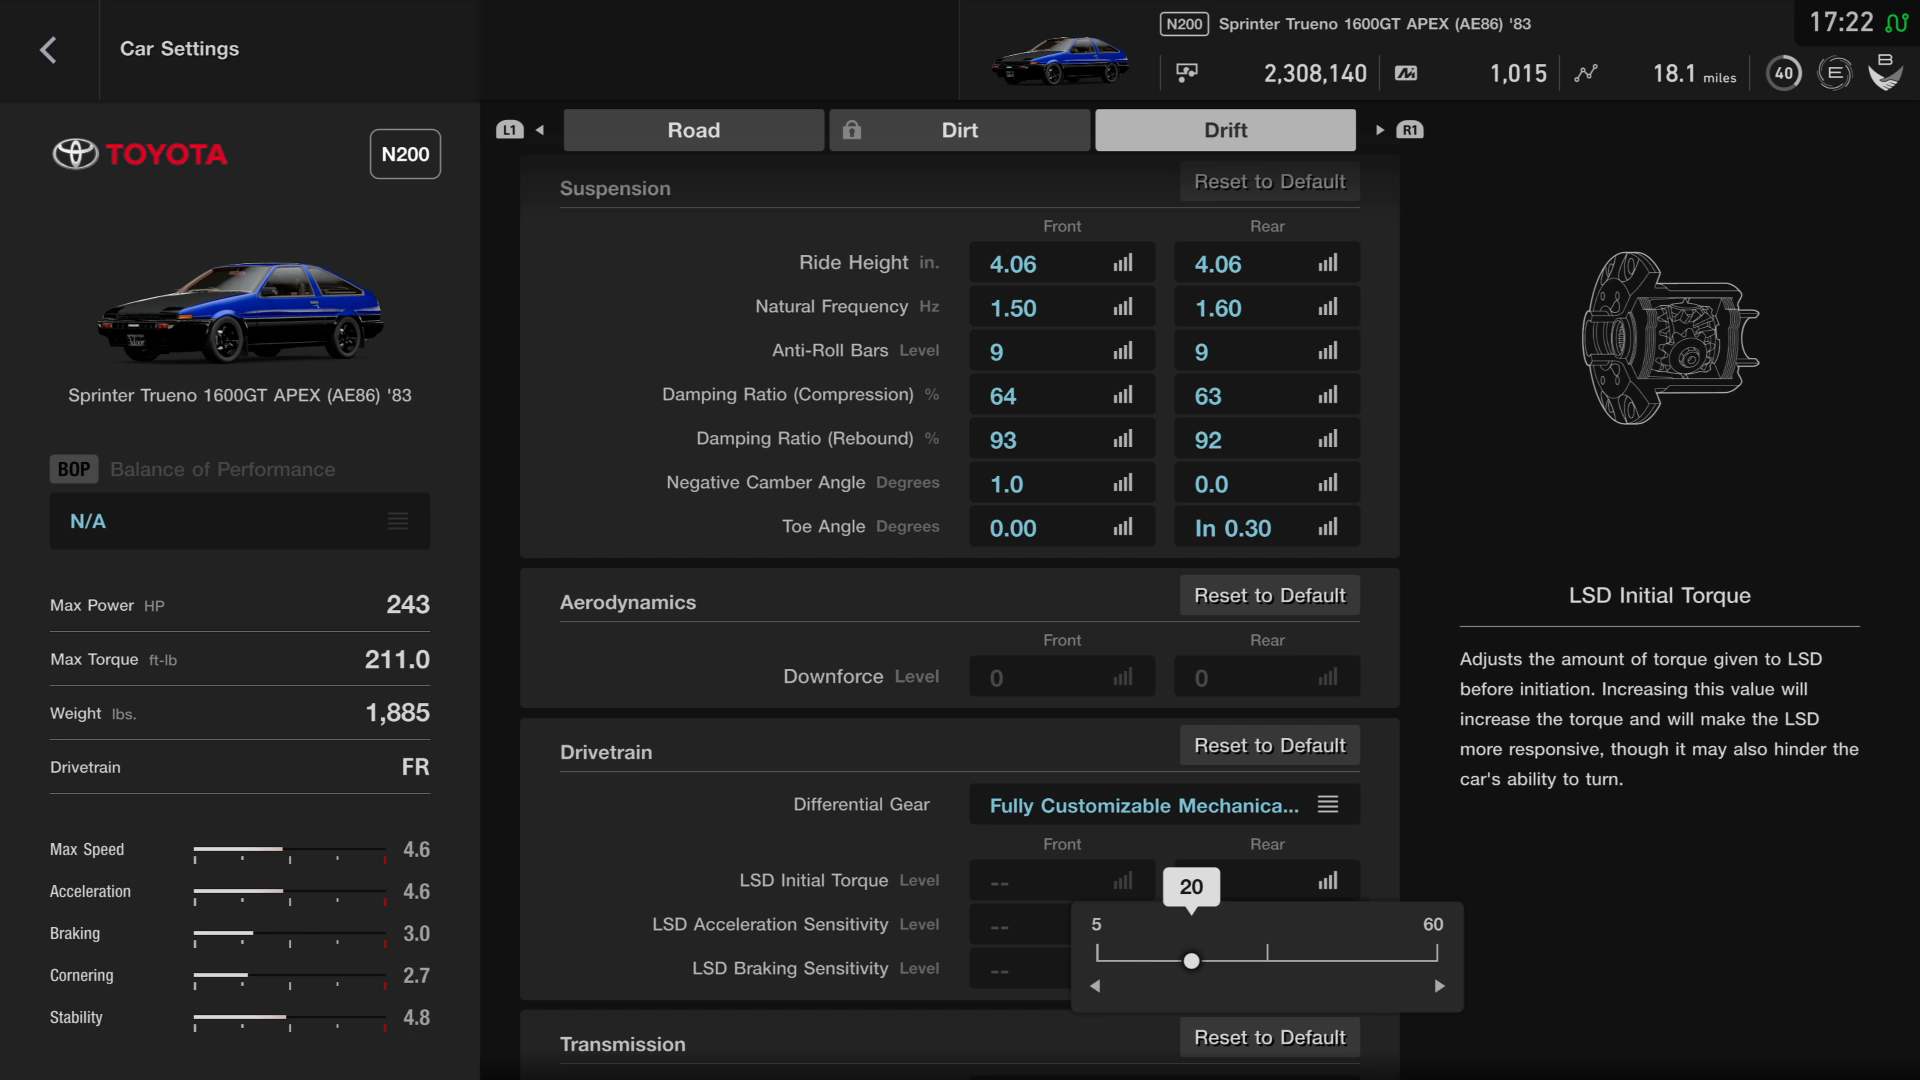 Car Settings
N200 Sprinter Trueno 1600GT APEX (AE86) '83
17:22
2,308,140
1,015
18.1 miles
40
E
B
TOYOTA
N200
Sprinter Trueno 1600GT APEX (AE86) '83
BOP Balance of Performance
N/A
Max Power HP 243
Max Torque ft-lb 211.0
Weight lbs. 1,885
Drivetrain FR
Max Speed 4.6
Acceleration 4.6
Braking 3.0
Cornering 2.7
Stability 4.8
L1 Road Dirt Drift R1
Suspension Reset to Default
Front Rear
Ride Height in. 4.06 4.06
Natural Frequency Hz 1.50 1.60
Anti-Roll Bars Level 9 9
Damping Ratio (Compression) % 64 63
Damping Ratio (Rebound) % 93 92
Negative Camber Angle Degrees 1.0 0.0
Toe Angle Degrees 0.00 In 0.30
Aerodynamics Reset to Default
Front Rear
Downforce Level 0 0
Drivetrain Reset to Default
Differential Gear Fully Customizable Mechanica...
Front Rear
LSD Initial Torque Level -- 20
LSD Acceleration Sensitivity Level --
5 60
LSD Braking Sensitivity Level --
Transmission Reset to Default
LSD Initial Torque
Adjusts the amount of torque given to LSD
before initiation. Increasing this value will
increase the torque and will make the LSD
more responsive, though it may also hinder the
car's ability to turn.